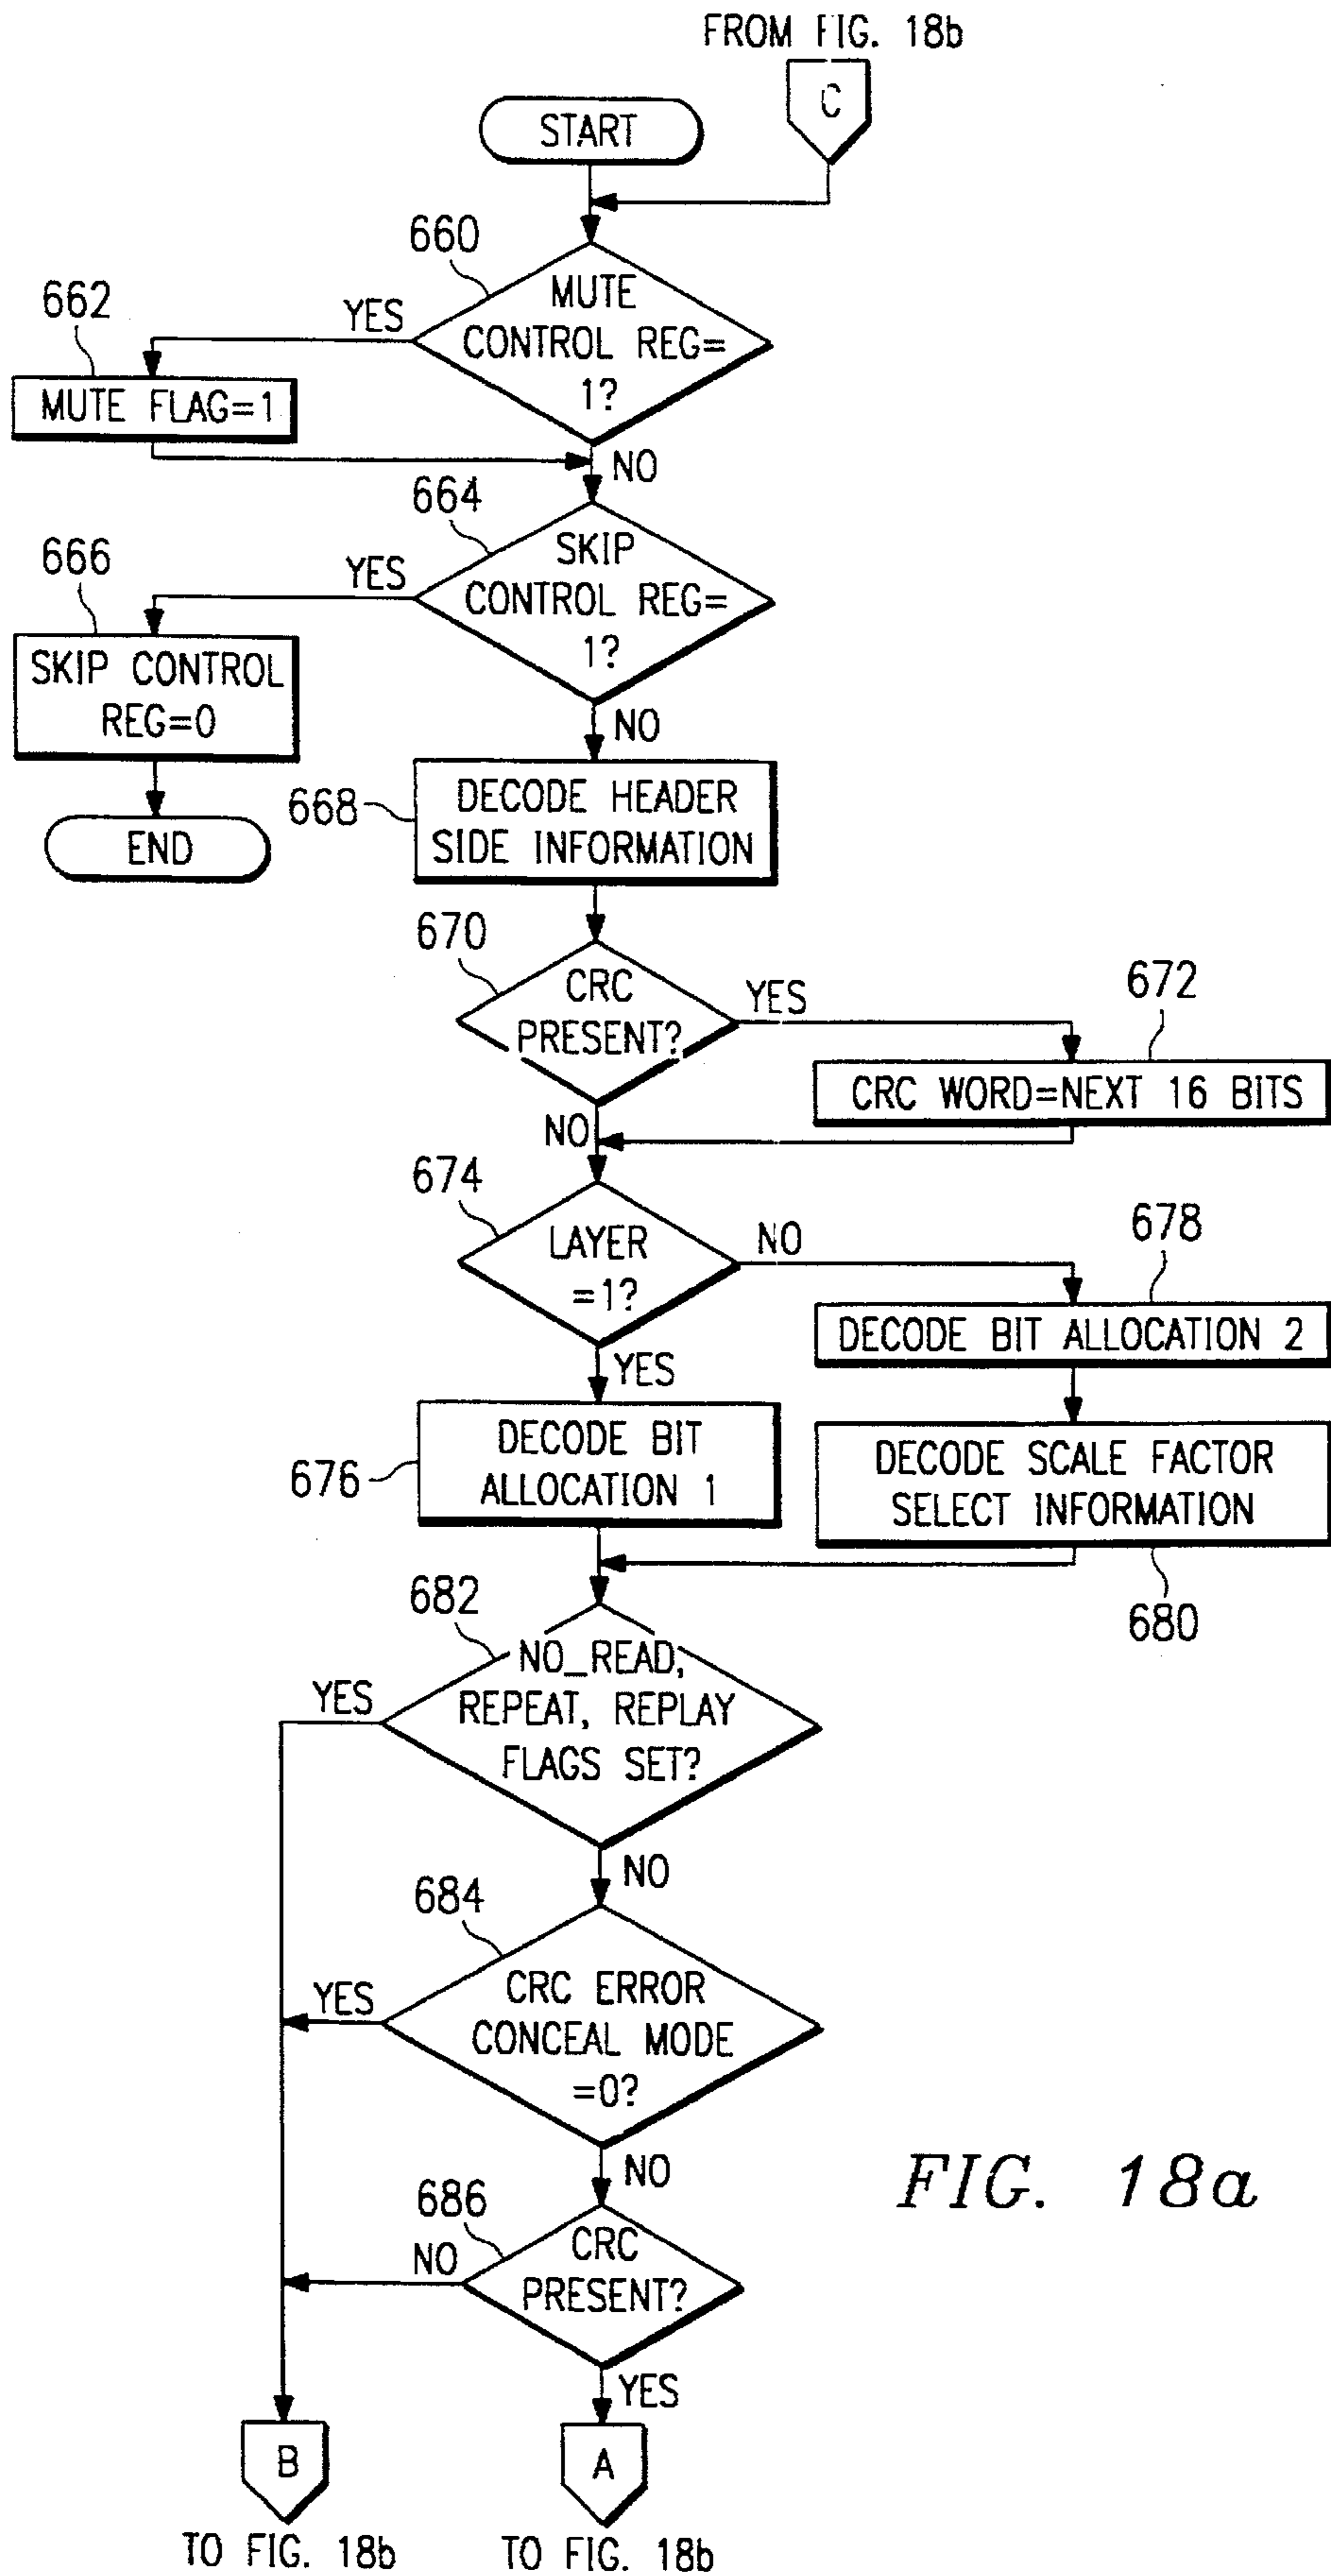 FROM FIG. 18b
C
START
660
MUTE
CONTROL REG=
1?
YES
662
MUTE FLAG=1
NO
664
SKIP
CONTROL REG=
1?
YES
666
SKIP CONTROL
REG=0
END
NO
668
DECODE HEADER
SIDE INFORMATION
670
CRC
PRESENT?
YES
672
CRC WORD=NEXT 16 BITS
NO
674
LAYER
=1?
NO
678
DECODE BIT ALLOCATION 2
YES
676
DECODE BIT
ALLOCATION 1
DECODE SCALE FACTOR
SELECT INFORMATION
680
682
NO_READ,
REPEAT, REPLAY
FLAGS SET?
YES
NO
684
CRC ERROR
CONCEAL MODE
=0?
YES
NO
686
CRC
PRESENT?
NO
YES
B
A
TO FIG. 18b
TO FIG. 18b
FIG. 18a